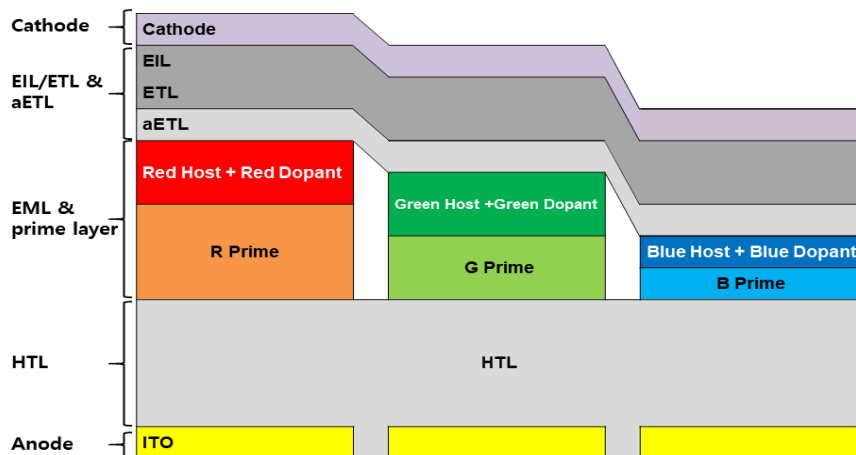 Cathode
Cathode
EIL/ETL &
aETL
EIL
ETL
aETL
EML &
prime layer
Red Host + Red Dopant
Green Host +Green Dopant
Blue Host + Blue Dopant
R Prime
G Prime
B Prime
HTL
HTL
Anode
ITO